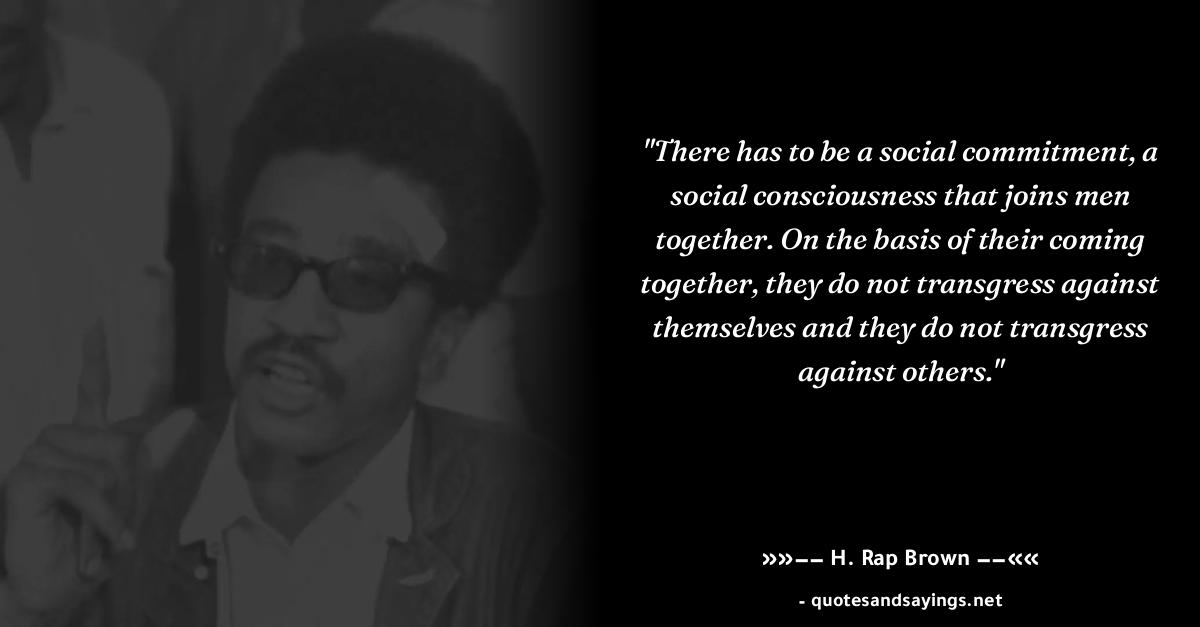 "There has to be a social commitment, a
social consciousness that joins men
together. On the basis of their coming
together, they do not transgress against
themselves and they do not transgress
against others."
»»–– H. Rap Brown ––««
- quotesandsayings.net